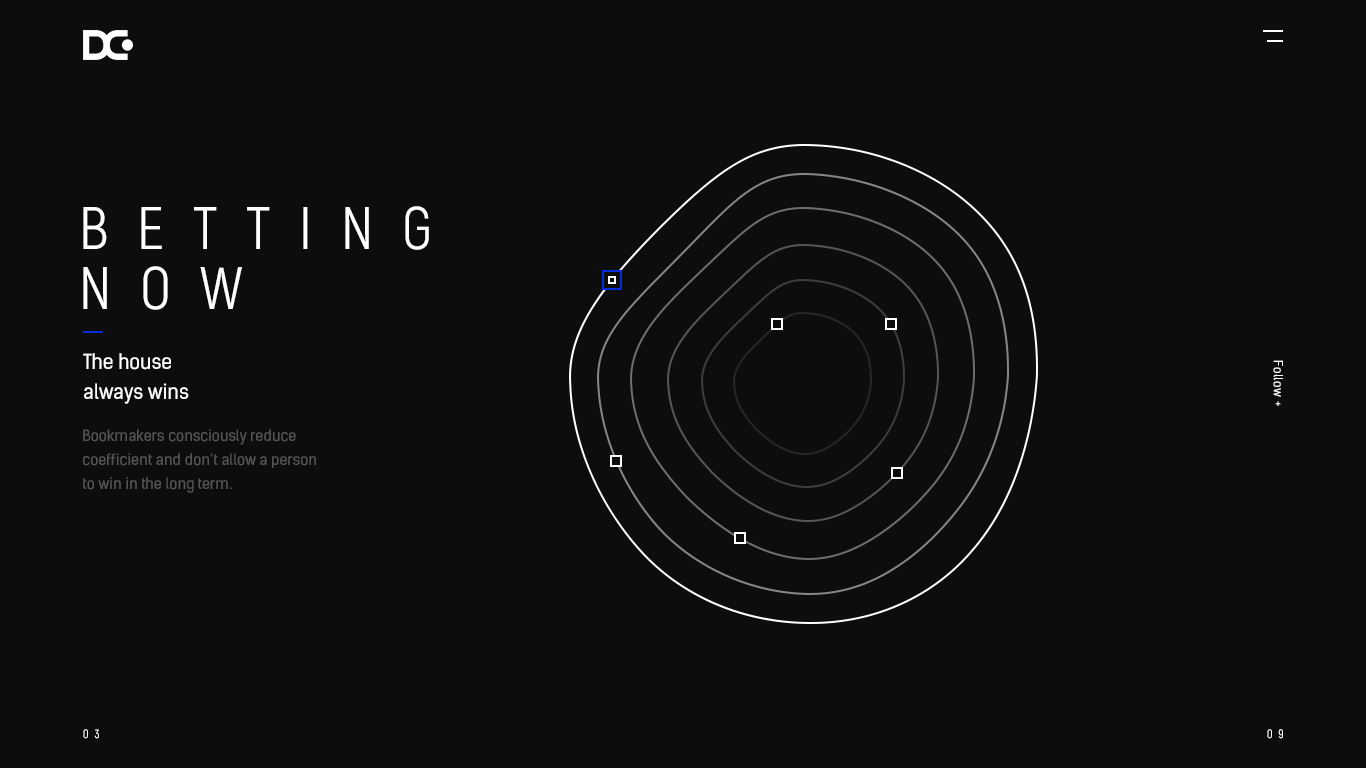 DC
BETTING
NOW
The house
always wins
Bookmakers consciously reduce
coefficient and don't allow a person
to win in the long term.
Follow +
03
09